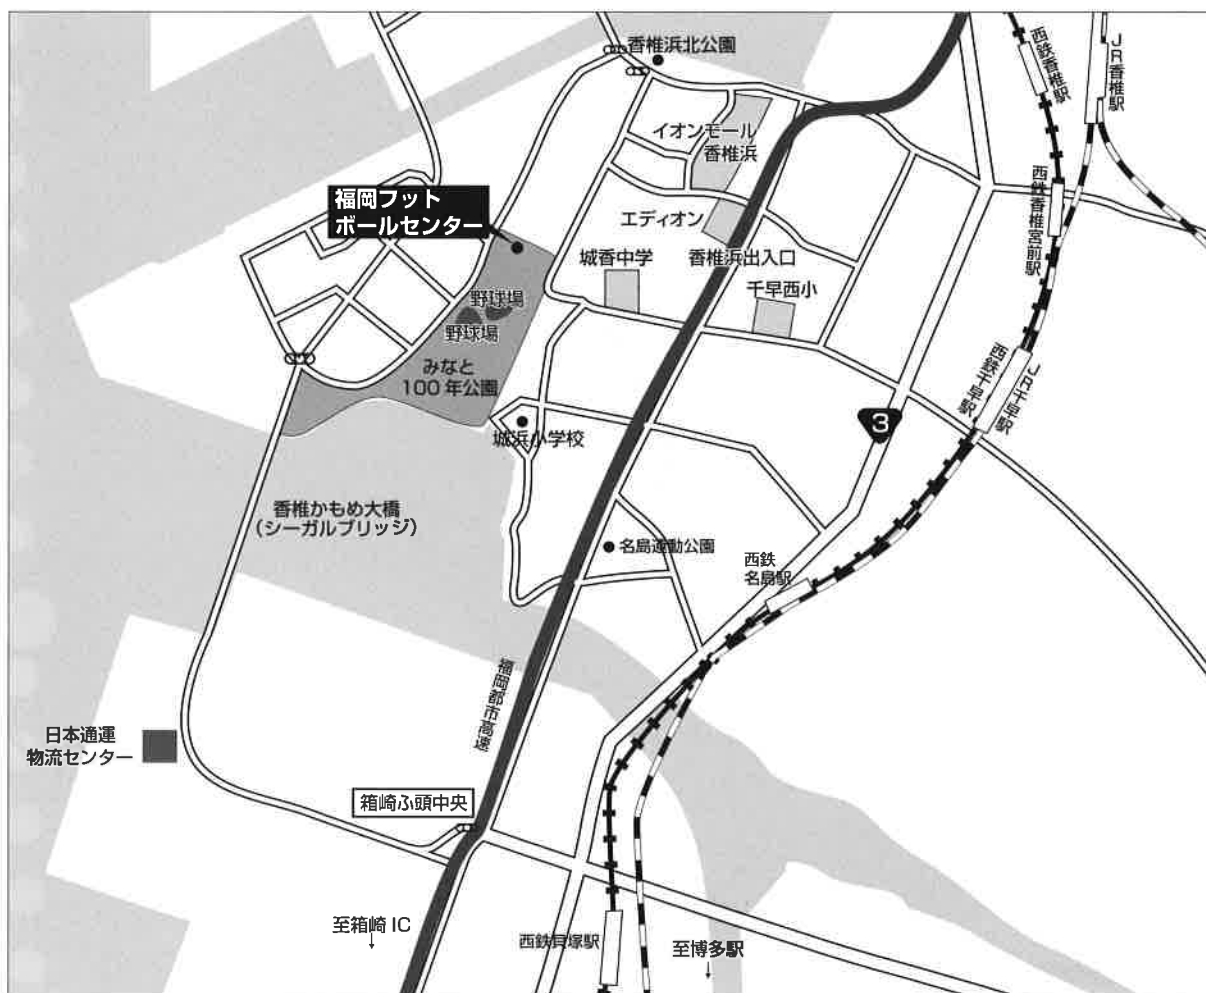 香椎浜北公園
西鉄香椎駅
JR香椎駅
イオンモール
香椎浜
福岡フット
ボールセンター
エディオン
西鉄香椎宮前駅
城香中学
香椎浜出入口
千早西小
野球場
野球場
みなと
100年公園
西鉄千早駅
JR千早駅
3
城浜小学校
香椎かもめ大橋
(シーガルブリッジ)
名島運動公園
西鉄
名島駅
福岡都市高速
日本通運
物流センター
箱崎ふ頭中央
至箱崎 IC
↓
西鉄貝塚駅
至博多駅
↓